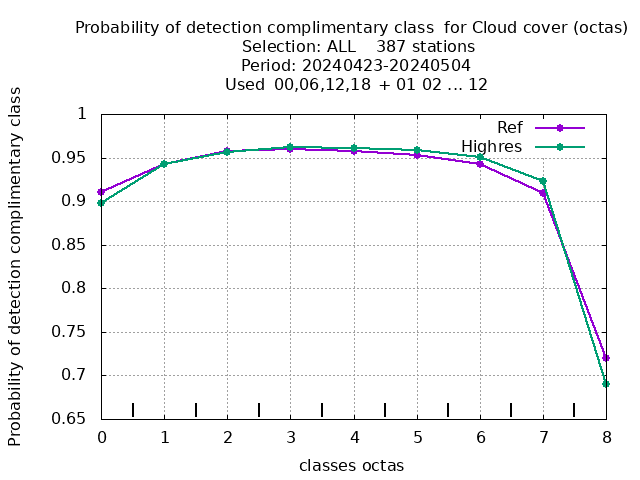 Probability of detection complimentary class  for Cloud cover (octas)
Selection: ALL    387 stations
Period: 20240423-20240504
Used  00,06,12,18  + 01 02 ... 12
Probability of detection complimentary class
1
0.95
0.9
0.85
0.8
0.75
0.7
0.65
Ref
Highres
0 1 2 3 4 5 6 7 8
classes octas